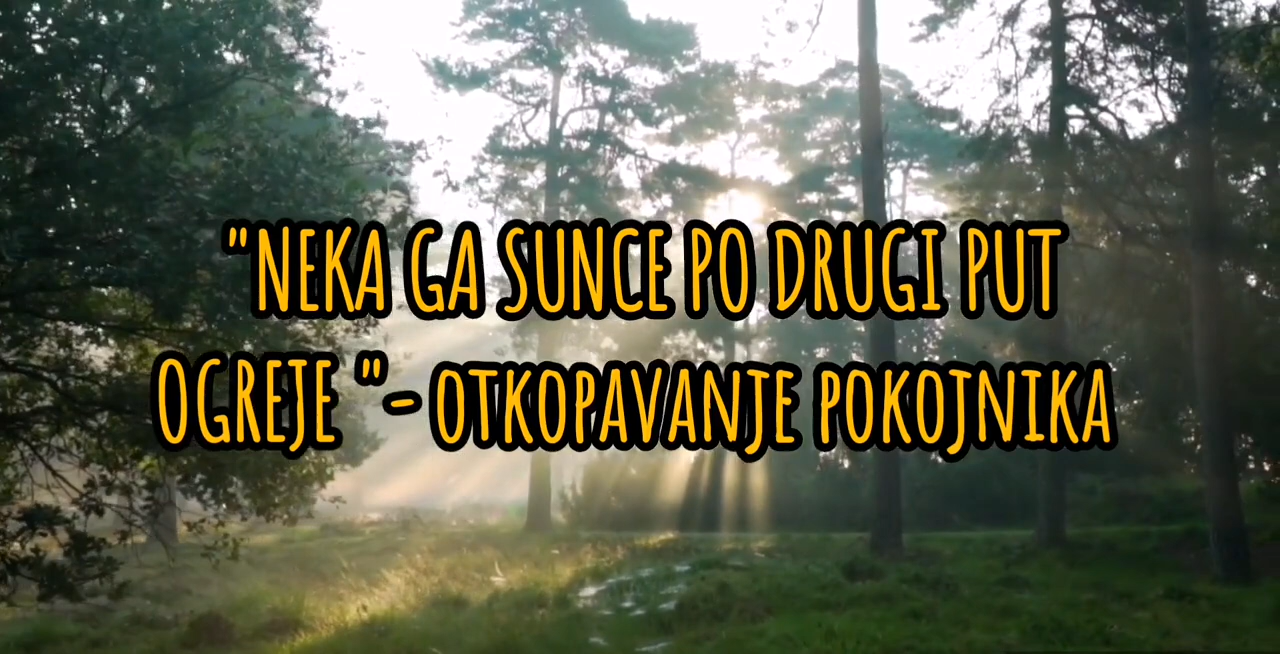 "NEKA GA SUNCE PO DRUGI PUT
OGREJE "- OTKOPAVANJE POKOJNIKA